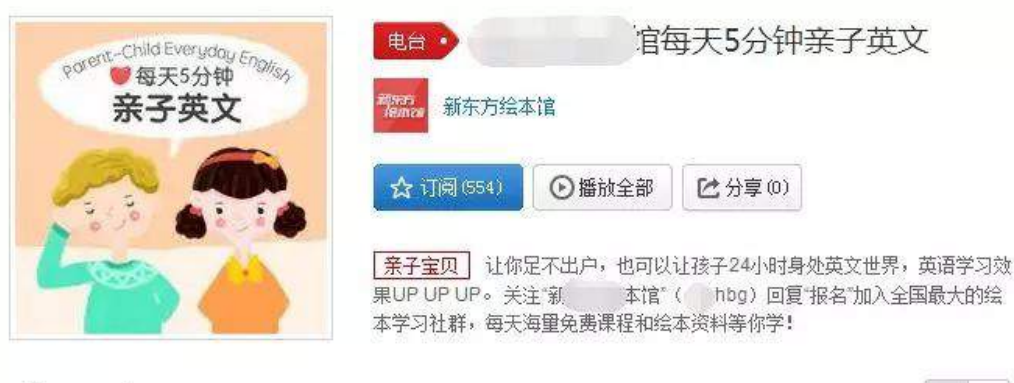 Parent-Child Everyday English
每天5分钟
亲子英文
电台
馆每天5分钟亲子英文
新东方
绘本馆
新东方绘本馆
订阅(554)
播放全部
分享(0)
亲子宝贝 让你足不出户，也可以让孩子24小时身处英文世界，英语学习效
果UP UP UP。关注“新 本馆”（ hbg）回复“报名”加入全国最大的绘
本学习社群，每天海量免费课程和绘本资料等你学！